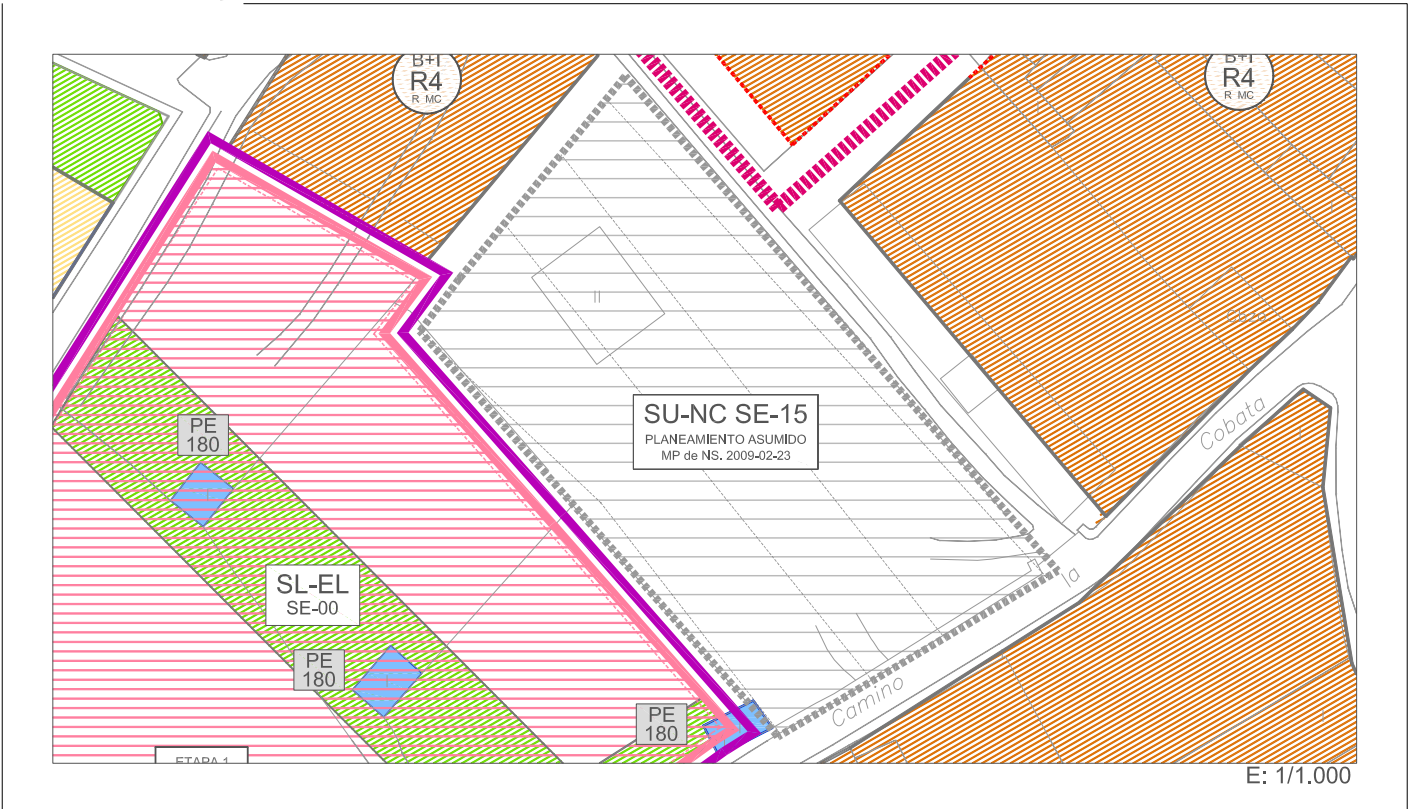 B+I
R4
R MC
B+I
R4
R MC
SU-NC SE-15
PLANEAMIENTO ASUMIDO
MP de NS. 2009-02-23
PE
180
II
Cobata
la
Camino
SL-EL
SE-00
PE
180
PE
180
ETAPA 1
E: 1/1.000